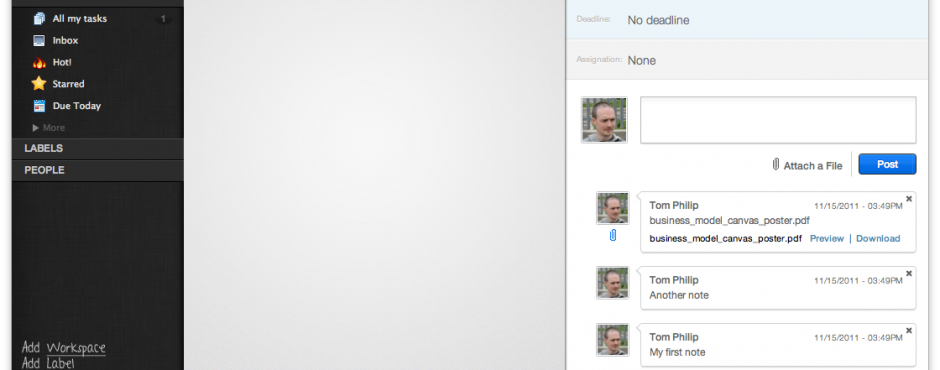 All my tasks 1
Inbox
Hot!
Starred
Due Today
More
LABELS
PEOPLE
Add Workspace
Add Label
Deadline: No deadline
Assignation: None
Attach a File
Post
Tom Philip 11/15/2011 - 03:49PM
business_model_canvas_poster.pdf
business_model_canvas_poster.pdf Preview | Download
Tom Philip 11/15/2011 - 03:49PM
Another note
Tom Philip 11/15/2011 - 03:49PM
My first note